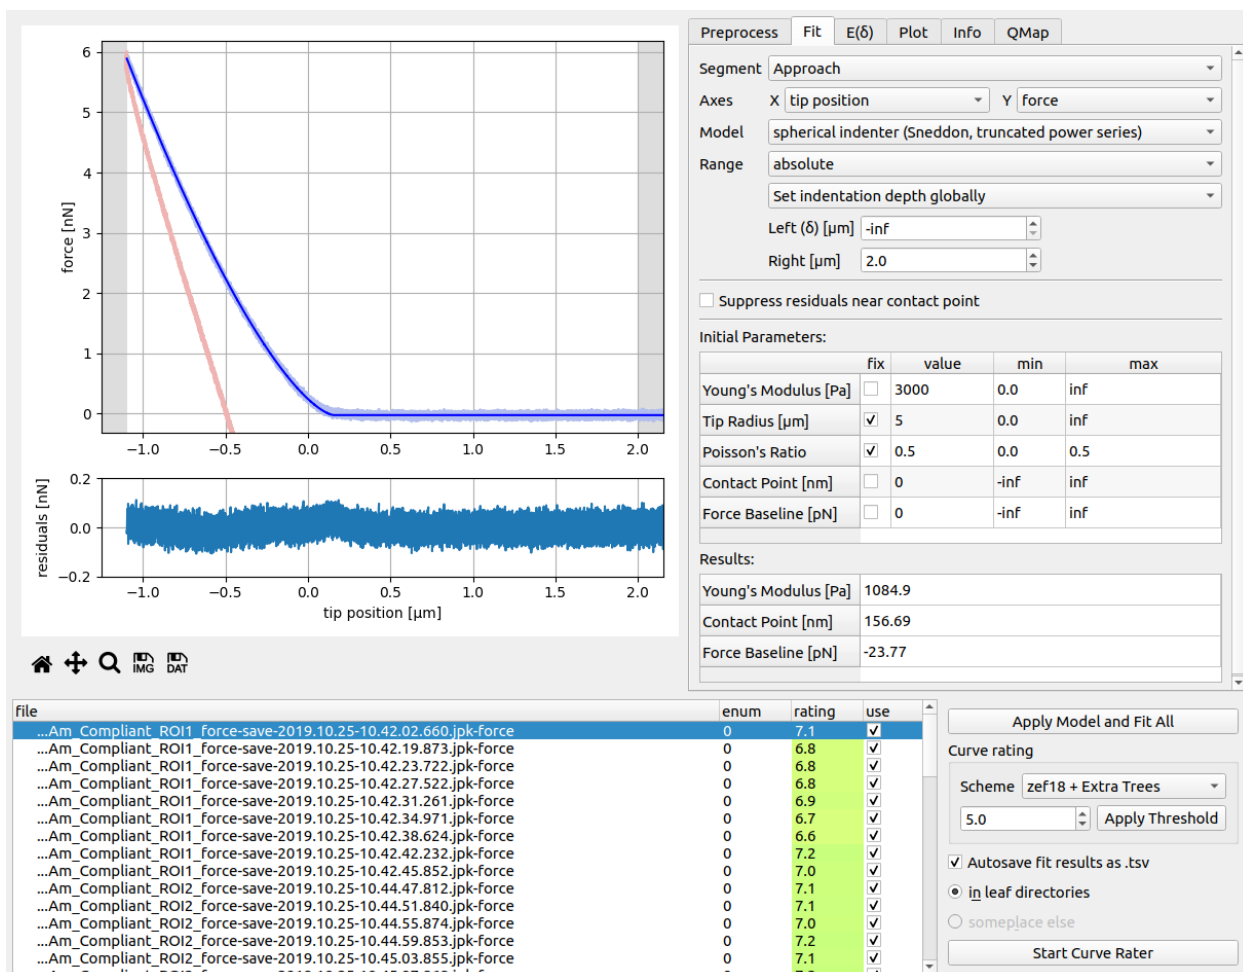 Preprocess Fit E(δ) Plot Info QMap
Segment Approach
Axes X tip position Y force
Model spherical indenter (Sneddon, truncated power series)
Range absolute
Set indentation depth globally
Left (δ) [μm] -inf
Right [μm] 2.0
Suppress residuals near contact point
Initial Parameters:
fix value min max
Young's Modulus [Pa] 3000 0.0 inf
Tip Radius [μm] 5 0.0 inf
Poisson's Ratio 0.5 0.0 0.5
Contact Point [nm] 0 -inf inf
Force Baseline [pN] 0 -inf inf
Results:
Young's Modulus [Pa] 1084.9
Contact Point [nm] 156.69
Force Baseline [pN] -23.77
force [nN]
6
5
4
3
2
1
0
−1.0 −0.5 0.0 0.5 1.0 1.5 2.0
residuals [nN]
0.2
0.0
−0.2
−1.0 −0.5 0.0 0.5 1.0 1.5 2.0
tip position [μm]
IMG DAT
file enum rating use
...Am_Compliant_ROI1_force-save-2019.10.25-10.42.02.660.jpk-force 0 7.1
...Am_Compliant_ROI1_force-save-2019.10.25-10.42.19.873.jpk-force 0 6.8
...Am_Compliant_ROI1_force-save-2019.10.25-10.42.23.722.jpk-force 0 6.8
...Am_Compliant_ROI1_force-save-2019.10.25-10.42.27.522.jpk-force 0 6.8
...Am_Compliant_ROI1_force-save-2019.10.25-10.42.31.261.jpk-force 0 6.9
...Am_Compliant_ROI1_force-save-2019.10.25-10.42.34.971.jpk-force 0 6.7
...Am_Compliant_ROI1_force-save-2019.10.25-10.42.38.624.jpk-force 0 6.6
...Am_Compliant_ROI1_force-save-2019.10.25-10.42.42.232.jpk-force 0 7.2
...Am_Compliant_ROI1_force-save-2019.10.25-10.42.45.852.jpk-force 0 7.0
...Am_Compliant_ROI2_force-save-2019.10.25-10.44.47.812.jpk-force 0 7.1
...Am_Compliant_ROI2_force-save-2019.10.25-10.44.51.840.jpk-force 0 7.1
...Am_Compliant_ROI2_force-save-2019.10.25-10.44.55.874.jpk-force 0 7.0
...Am_Compliant_ROI2_force-save-2019.10.25-10.44.59.853.jpk-force 0 7.2
...Am_Compliant_ROI2_force-save-2019.10.25-10.45.03.855.jpk-force 0 7.1
Apply Model and Fit All
Curve rating
Scheme zef18 + Extra Trees
5.0 Apply Threshold
Autosave fit results as .tsv
in leaf directories
someplace else
Start Curve Rater